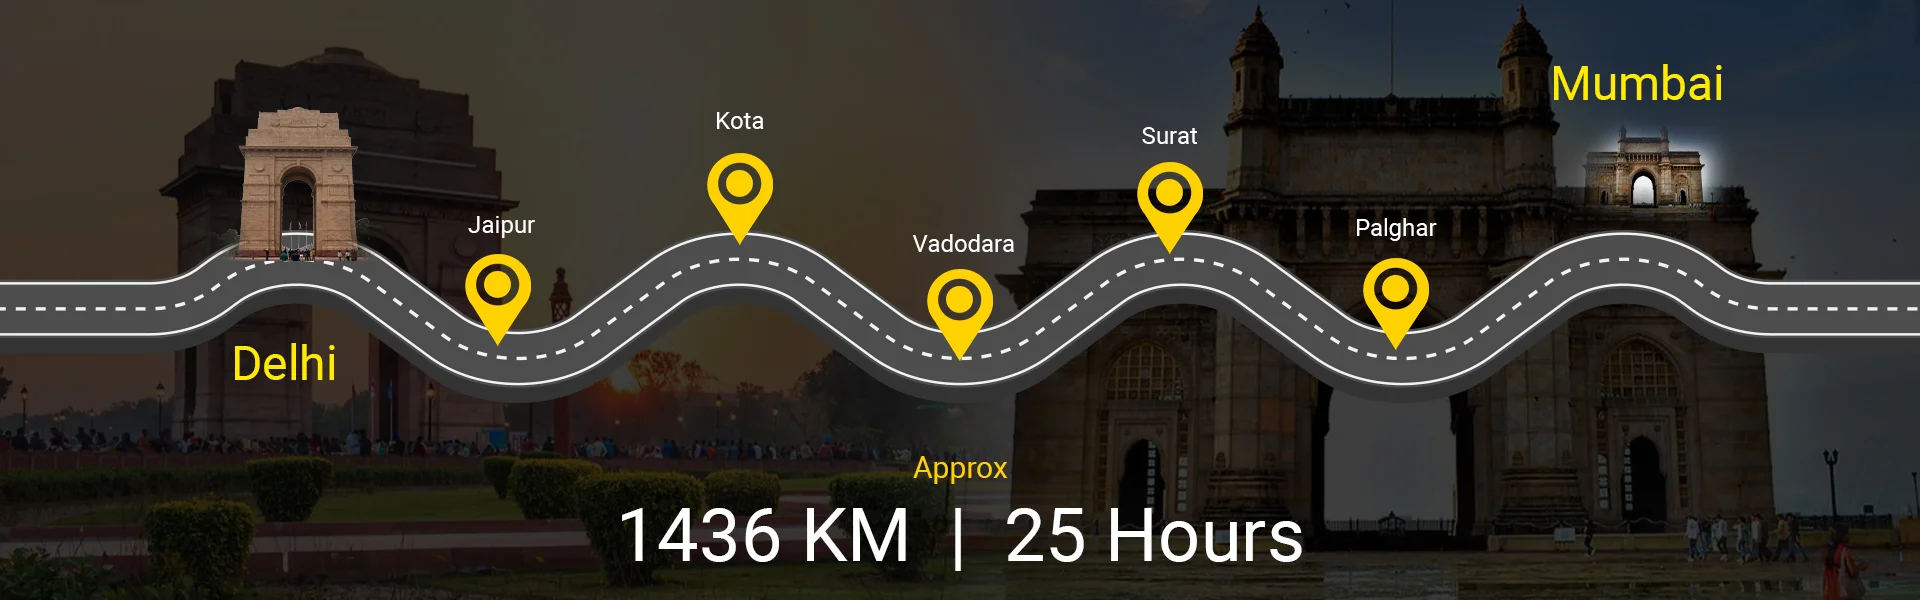 Mumbai
Kota
Surat
Jaipur
Palghar
Vadodara
Delhi
Approx
1436 KM | 25 Hours